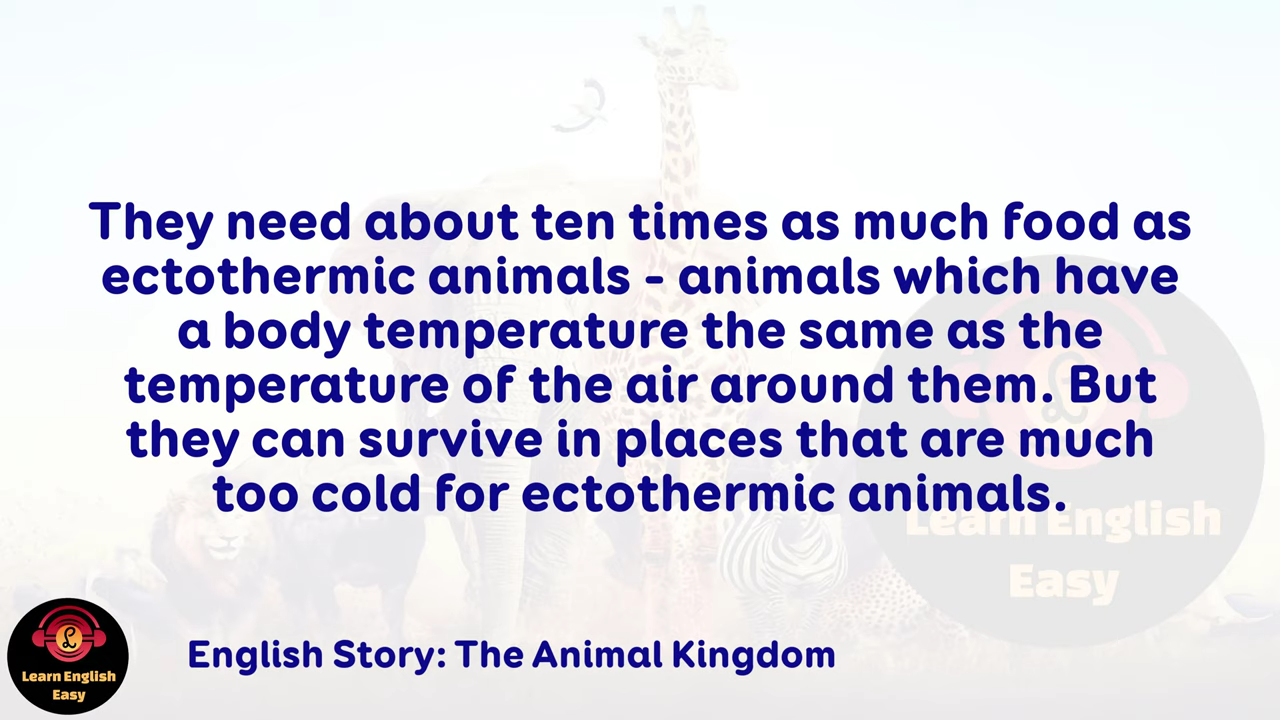 They need about ten times as much food as
ectothermic animals - animals which have
a body temperature the same as the
temperature of the air around them. But
they can survive in places that are much
too cold for ectothermic animals.
Learn English
Easy
English Story: The Animal Kingdom
Learn English
Easy